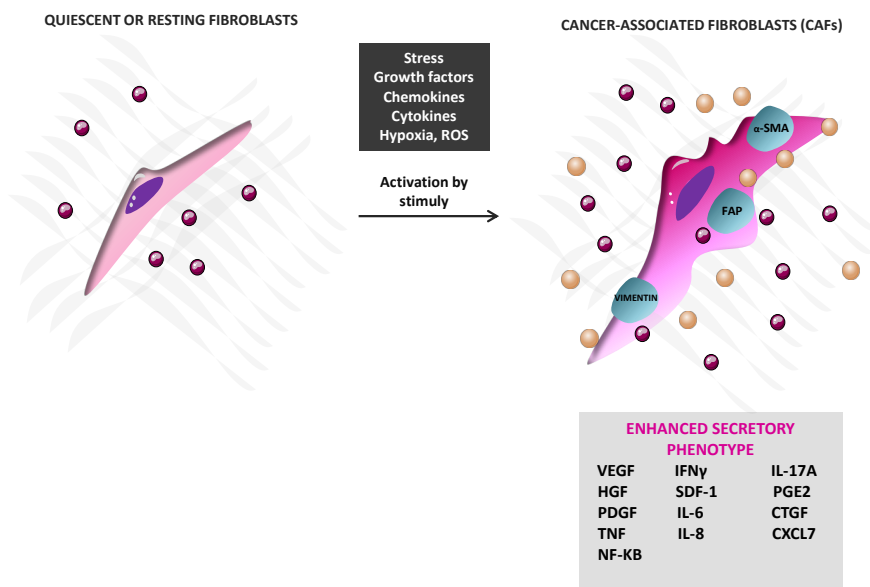 QUIESCENT OR RESTING FIBROBLASTS
CANCER-ASSOCIATED FIBROBLASTS (CAFs)
Stress
Growth factors
Chemokines
Cytokines
Hypoxia, ROS
Activation by
stimuly
α-SMA
FAP
VIMENTIN
ENHANCED SECRETORY
PHENOTYPE
VEGF IFNγ IL-17A
HGF SDF-1 PGE2
PDGF IL-6 CTGF
TNF IL-8 CXCL7
NF-KB